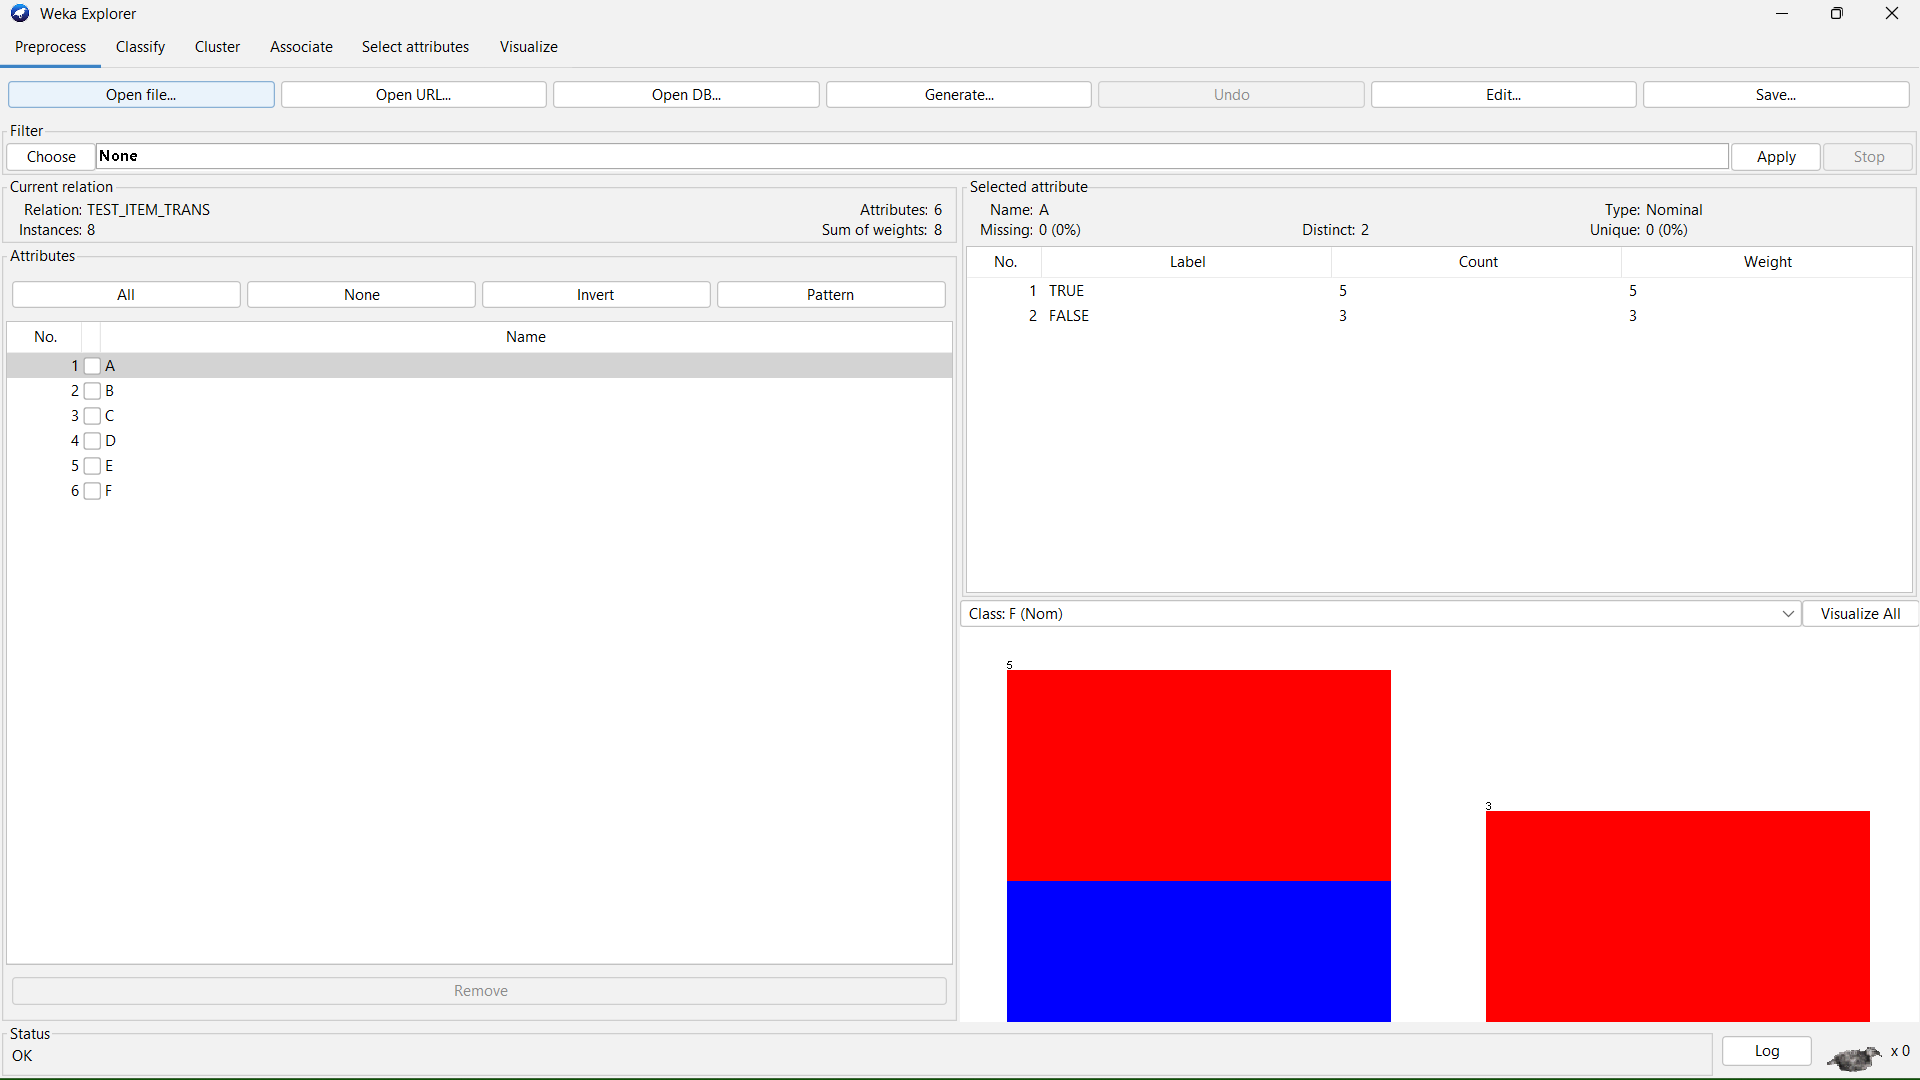 Weka Explorer
Preprocess Classify Cluster Associate Select attributes Visualize
Open file... Open URL... Open DB... Generate... Undo Edit... Save...
Filter
Choose None Apply Stop
Current relation
Relation: TEST_ITEM_TRANS Attributes: 6
Instances: 8 Sum of weights: 8
Attributes
All None Invert Pattern
No. Name
1 A
2 B
3 C
4 D
5 E
6 F
Remove
Selected attribute
Name: A Type: Nominal
Missing: 0 (0%) Distinct: 2 Unique: 0 (0%)
No. Label Count Weight
1 TRUE 5 5
2 FALSE 3 3
Class: F (Nom) Visualize All
5
3
Status
OK
Log x 0